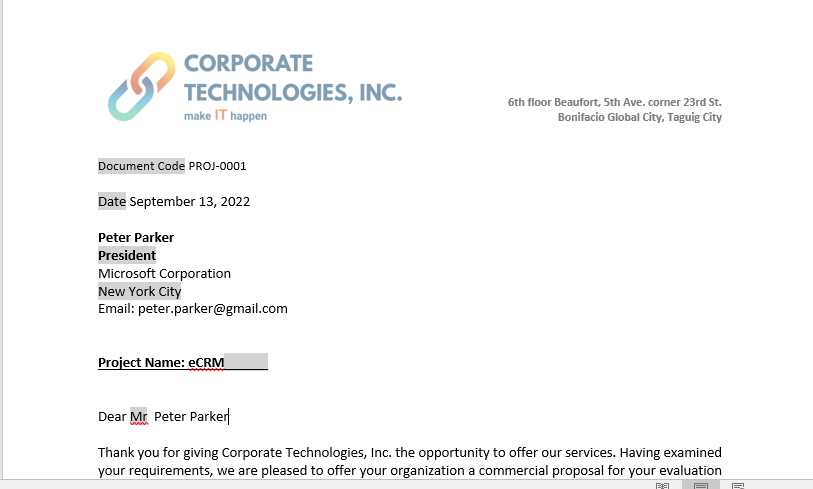 CORPORATE
TECHNOLOGIES, INC.
make IT happen
6th floor Beaufort, 5th Ave. corner 23rd St.
Bonifacio Global City, Taguig City
Document Code PROJ-0001
Date September 13, 2022
Peter Parker
President
Microsoft Corporation
New York City
Email: peter.parker@gmail.com
Project Name: eCRM
Dear Mr  Peter Parker
Thank you for giving Corporate Technologies, Inc. the opportunity to offer our services. Having examined
your requirements, we are pleased to offer your organization a commercial proposal for your evaluation